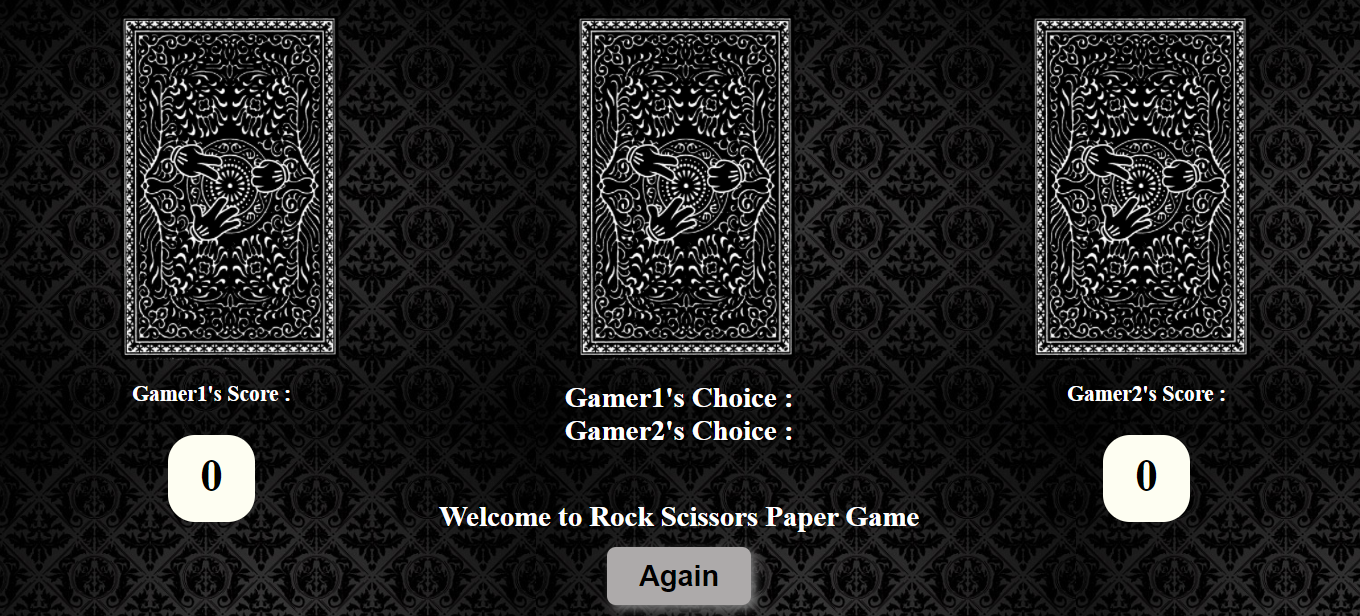 Gamer1's Score :
0
Gamer1's Choice :
Gamer2's Choice :
Welcome to Rock Scissors Paper Game
Again
Gamer2's Score :
0